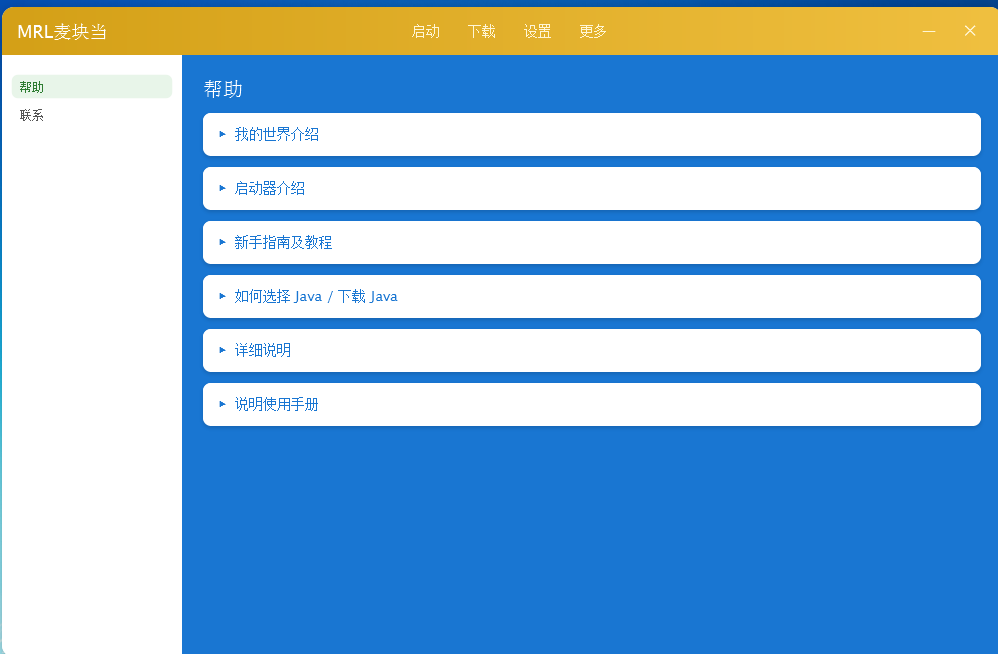 MRL麦块当
启动 下载 设置 更多
帮助
联系
帮助
我的世界介绍
启动器介绍
新手指南及教程
如何选择 Java / 下载 Java
详细说明
说明使用手册